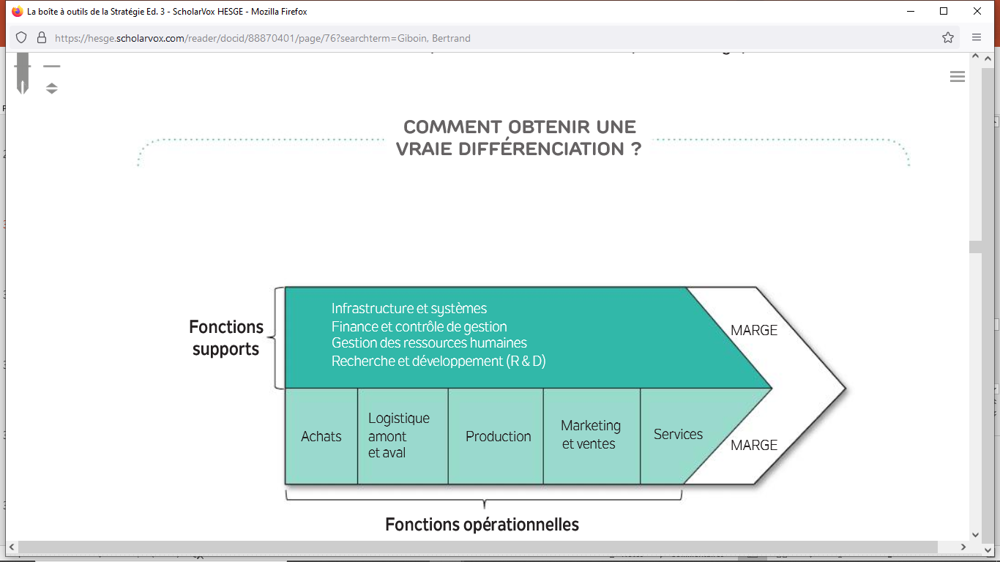 La boîte à outils de la Stratégie Ed. 3 - ScholarVox HESGE - Mozilla Firefox
https://hesge.scholarvox.com/reader/docid/88870401/page/76?searchterm=Giboin, Bertrand
COMMENT OBTENIR UNE
VRAIE DIFFÉRENCIATION ?
Fonctions
supports
Infrastructure et systèmes
Finance et contrôle de gestion
Gestion des ressources humaines
Recherche et développement (R & D)
MARGE
Achats
Logistique
amont
et aval
Production
Marketing
et ventes
Services
MARGE
Fonctions opérationnelles